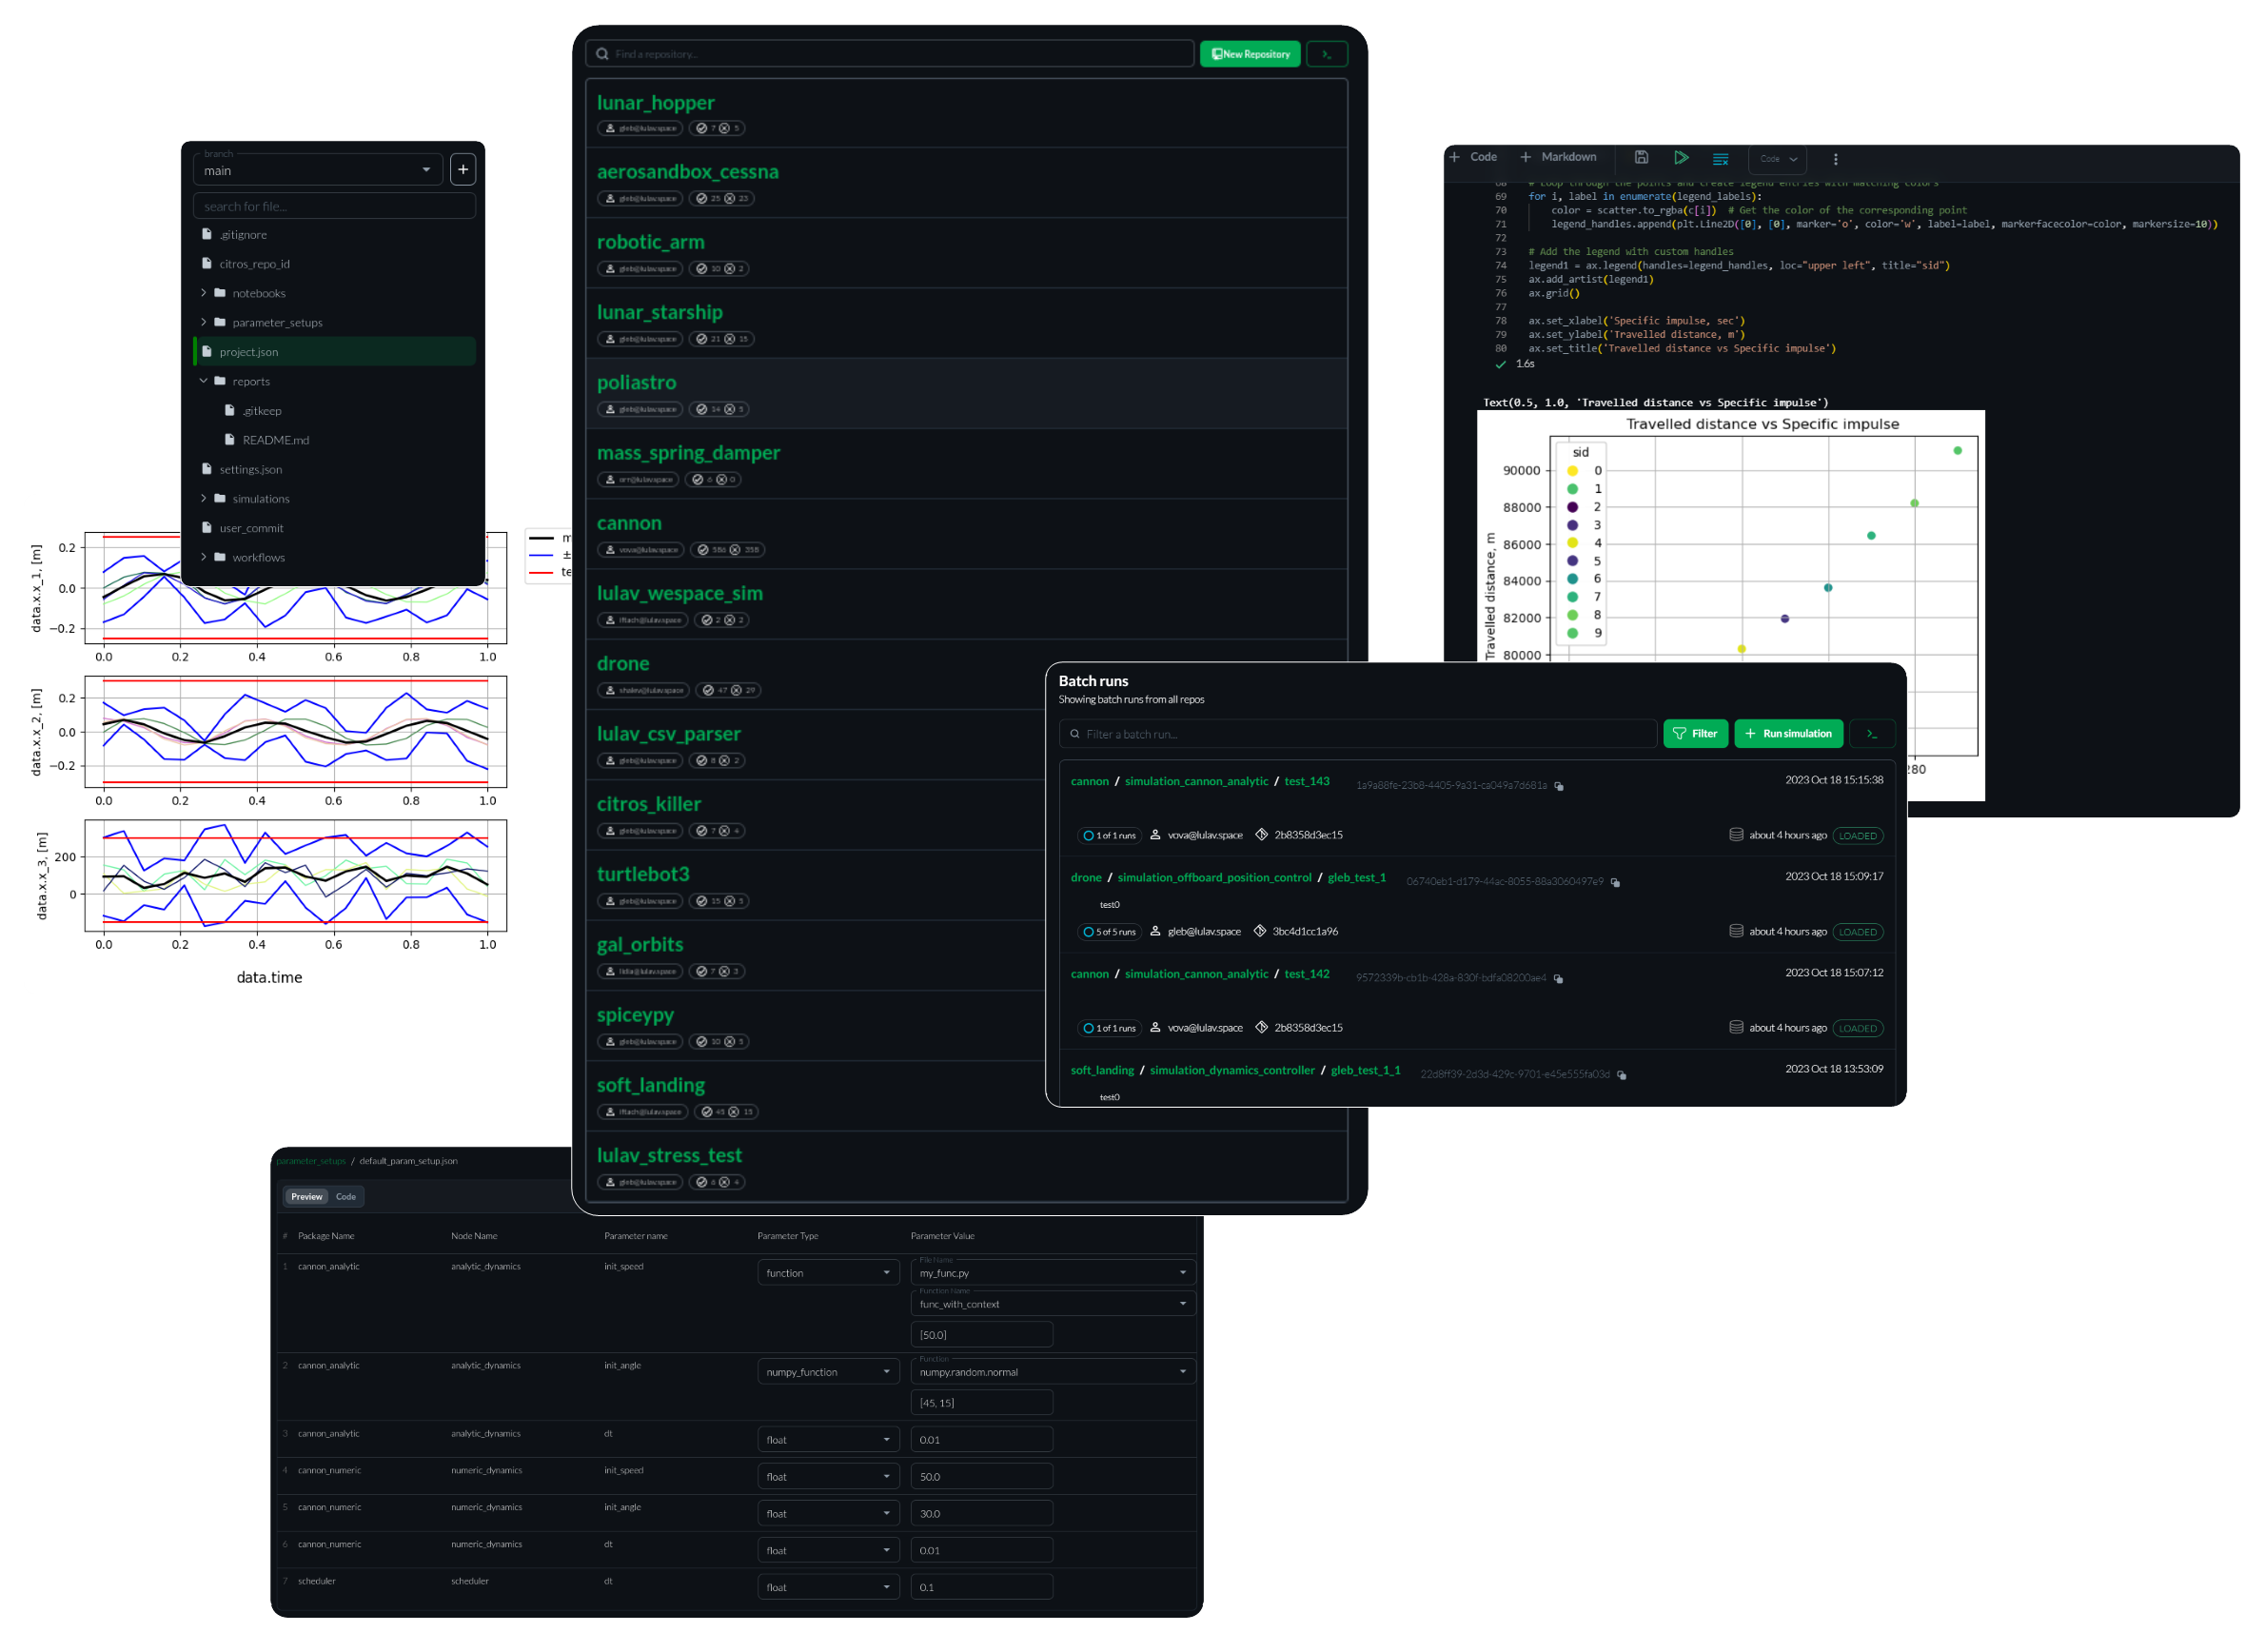 branch
main
search for file...
.gitignore
citros_repo_id
notebooks
parameter_setups
project.json
reports
.gitkeep
README.md
settings.json
simulations
user_commit
workflows
data.x.x_1, [m]
0.2
0.0
−0.2
0.0 0.2 0.4 0.6 0.8 1.0
data.x.x_2, [m]
0.2
0.0
−0.2
0.0 0.2 0.4 0.6 0.8 1.0
data.x.x_3, [m]
200
0
0.0 0.2 0.4 0.6 0.8 1.0
data.time
±
te
Find a repository...
New Repository
lunar_hopper
gleb@lulav.space 7 5
aerosandbox_cessna
gleb@lulav.space 25 23
robotic_arm
gleb@lulav.space 10 2
lunar_starship
gleb@lulav.space 21 15
poliastro
gleb@lulav.space 14 5
mass_spring_damper
orr@lulav.space 6 0
cannon
vova@lulav.space 586 358
lulav_wespace_sim
iftach@lulav.space 2 2
drone
shalev@lulav.space 47 29
lulav_csv_parser
gleb@lulav.space 8 2
citros_killer
gleb@lulav.space 7 4
turtlebot3
gleb@lulav.space 15 5
gal_orbits
lidia@lulav.space 7 3
spiceypy
gleb@lulav.space 10 5
soft_landing
iftach@lulav.space 45 15
lulav_stress_test
gleb@lulav.space 6 4
+ Code + Markdown Code
68 # Loop through the points and create legend entries with matching colors
69 for i, label in enumerate(legend_labels):
70 color = scatter.to_rgba(c[i]) # Get the color of the corresponding point
71 legend_handles.append(plt.Line2D([0], [0], marker='o', color='w', label=label, markerfacecolor=color, markersize=10))
72
73 # Add the legend with custom handles
74 legend1 = ax.legend(handles=legend_handles, loc="upper left", title="sid")
75 ax.add_artist(legend1)
76 ax.grid()
77
78 ax.set_xlabel('Specific impulse, sec')
79 ax.set_ylabel('Travelled distance, m')
80 ax.set_title('Travelled distance vs Specific impulse')
1.6s
Text(0.5, 1.0, 'Travelled distance vs Specific impulse')
Travelled distance vs Specific impulse
Travelled distance, m
90000
88000
86000
84000
82000
80000
sid
0
1
2
3
4
5
6
7
8
9
280
Batch runs
Showing batch runs from all repos
Filter a batch run...
Filter
+ Run simulation
cannon / simulation_cannon_analytic / test_143 1a9a88fe-23b8-4405-9a31-ca049a7d681a 2023 Oct 18 15:15:38
1 of 1 runs vova@lulav.space 2b8358d3ec15 about 4 hours ago LOADED
drone / simulation_offboard_position_control / gleb_test_1 06740eb1-d179-44ac-8055-88a3060497e9 2023 Oct 18 15:09:17
test0
5 of 5 runs gleb@lulav.space 3bc4d1cc1a96 about 4 hours ago LOADED
cannon / simulation_cannon_analytic / test_142 9572339b-cb1b-428a-830f-bdfa08200ae4 2023 Oct 18 15:07:12
1 of 1 runs vova@lulav.space 2b8358d3ec15 about 4 hours ago LOADED
soft_landing / simulation_dynamics_controller / gleb_test_1_1 22d8ff39-2d3d-429c-9701-e45e555fa03d 2023 Oct 18 13:53:09
test0
parameter_setups / default_param_setup.json
Preview Code
# Package Name Node Name Parameter name Parameter Type Parameter Value
File Name
1 cannon_analytic analytic_dynamics init_speed function my_func.py
Function Name
func_with_context
[50.0]
Function
2 cannon_analytic analytic_dynamics init_angle numpy_function numpy.random.normal
[45, 15]
3 cannon_analytic analytic_dynamics dt float 0.01
4 cannon_numeric numeric_dynamics init_speed float 50.0
5 cannon_numeric numeric_dynamics init_angle float 30.0
6 cannon_numeric numeric_dynamics dt float 0.01
7 scheduler scheduler dt float 0.1